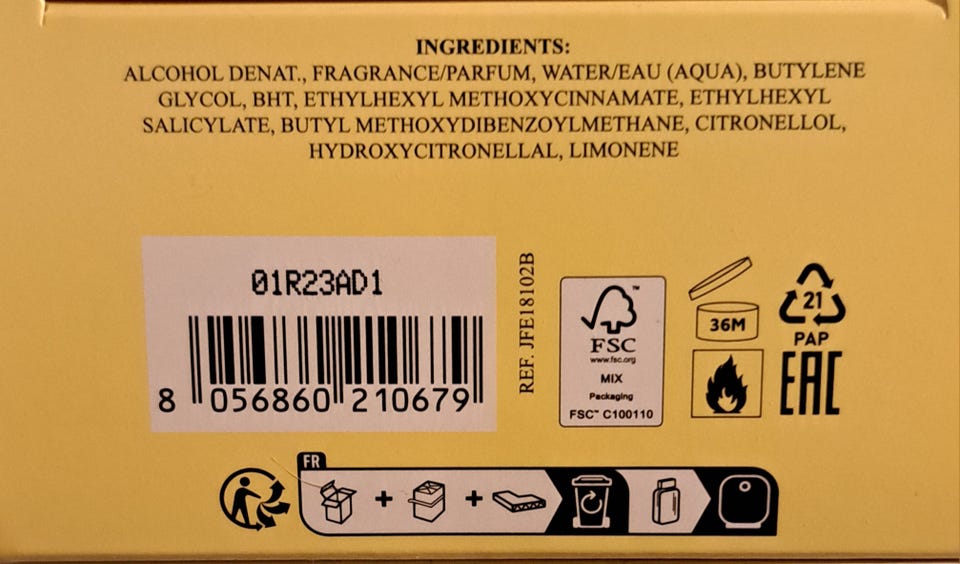 INGREDIENTS:
ALCOHOL DENAT., FRAGRANCE/PARFUM, WATER/EAU (AQUA), BUTYLENE
GLYCOL, BHT, ETHYLHEXYL METHOXYCINNAMATE, ETHYLHEXYL
SALICYLATE, BUTYL METHOXYDIBENZOYLMETHANE, CITRONELLOL,
HYDROXYCITRONELLAL, LIMONENE
01R23AD1
8 056860 210679
REF. JFE18102B
FSC
www.fsc.org
MIX
Packaging
FSC™ C100110
36M
21
PAP
EAC
FR